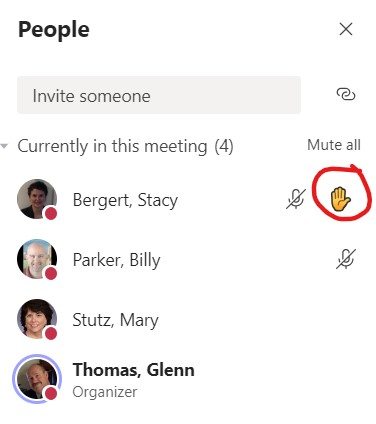 People
Invite someone
Currently in this meeting (4) Mute all
Bergert, Stacy
Parker, Billy
Stutz, Mary
Thomas, Glenn
Organizer